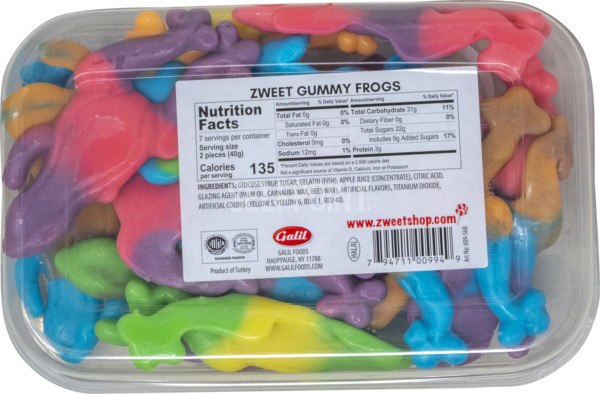 ZWEET GUMMY FROGS
Nutrition
Facts
7 servings per container
Serving size
2 pieces (40g)
Calories 135
per serving
Amount/serving % Daily Value*
Total Fat 0g 0%
Saturated Fat 0g 0%
Trans Fat 0g
Cholesterol 0mg 0%
Sodium 12mg 1%
Amount/serving % Daily Value*
Total Carbohydrate 31g 11%
Dietary Fiber 0g 0%
Total Sugars 22g
Includes 9g Added Sugars 17%
Protein 3g
*Percent Daily Values are based on a 2,000 calorie diet.
Not a significant source of Vitamin D, Calcium, Iron or Potassium
INGREDIENTS: GLUCOSE SYRUP, SUGAR, GELATIN (FISH), APPLE JUICE (CONCENTRATE), CITRIC ACID,
GLAZING AGENT (PALM OIL, CARNAUBA WAX, BEES WAX), ARTIFICIAL FLAVORS, TITANIUM DIOXIDE,
ARTIFICIAL COLORS (YELLOW 5, YELLOW 6, BLUE 1, RED 40).
www.zweetshop.com
KOSHER PAREVE
Product of Turkey
Galil
GALIL FOODS
HAUPPAUGE, NY 11788
WWW.GALILFOODS.COM
HALAL
7 94711 00994 9
Art No: 609-568